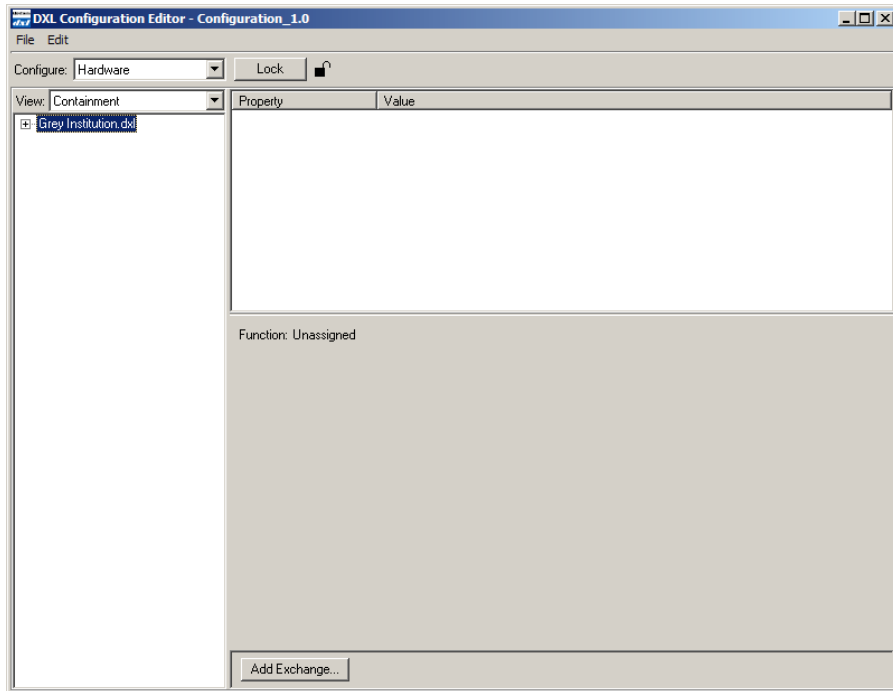 DXL Configuration Editor - Configuration_1.0
File Edit
Configure: Hardware Lock
View: Containment Property Value
Grey Institution.dxl
Function: Unassigned
Add Exchange...